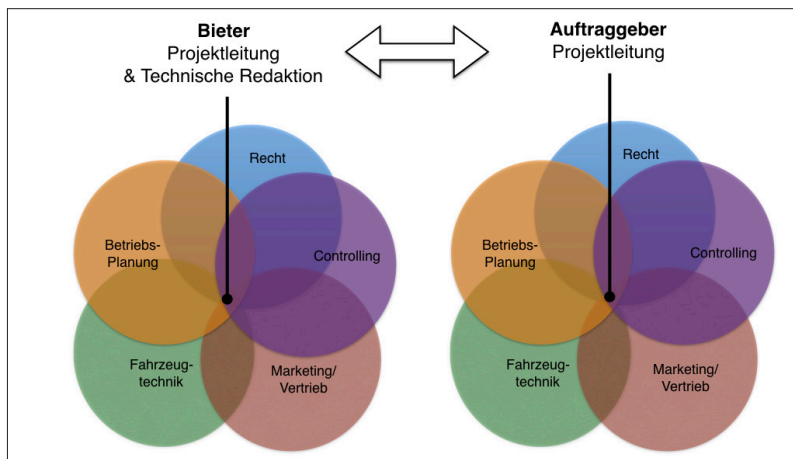 Bieter
Projektleitung
& Technische Redaktion
Auftraggeber
Projektleitung
Recht
Betriebs-
Planung
Controlling
Fahrzeug-
technik
Marketing/
Vertrieb
Recht
Betriebs-
Planung
Controlling
Fahrzeug-
technik
Marketing/
Vertrieb